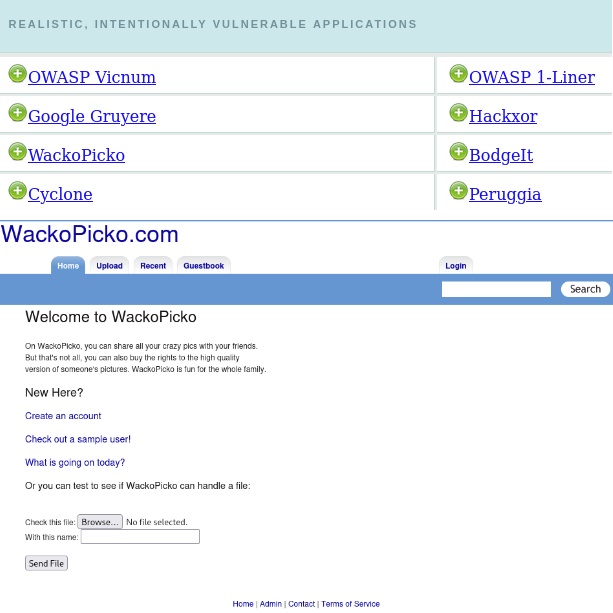 REALISTIC, INTENTIONALLY VULNERABLE APPLICATIONS
OWASP Vicnum OWASP 1-Liner
Google Gruyere Hackxor
WackoPicko BodgeIt
Cyclone Peruggia
WackoPicko.com
Home Upload Recent Guestbook Login
Search
Welcome to WackoPicko
On WackoPicko, you can share all your crazy pics with your friends.
But that's not all, you can also buy the rights to the high quality
version of someone's pictures. WackoPicko is fun for the whole family.
New Here?
Create an account
Check out a sample user!
What is going on today?
Or you can test to see if WackoPicko can handle a file:
Check this file: Browse... No file selected.
With this name:
Send File
Home | Admin | Contact | Terms of Service